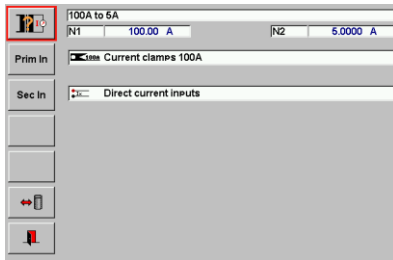 100A to 5A
N1 100.00 A N2 5.0000 A
Prim In 100A Current clamps 100A
Sec In Direct current inputs